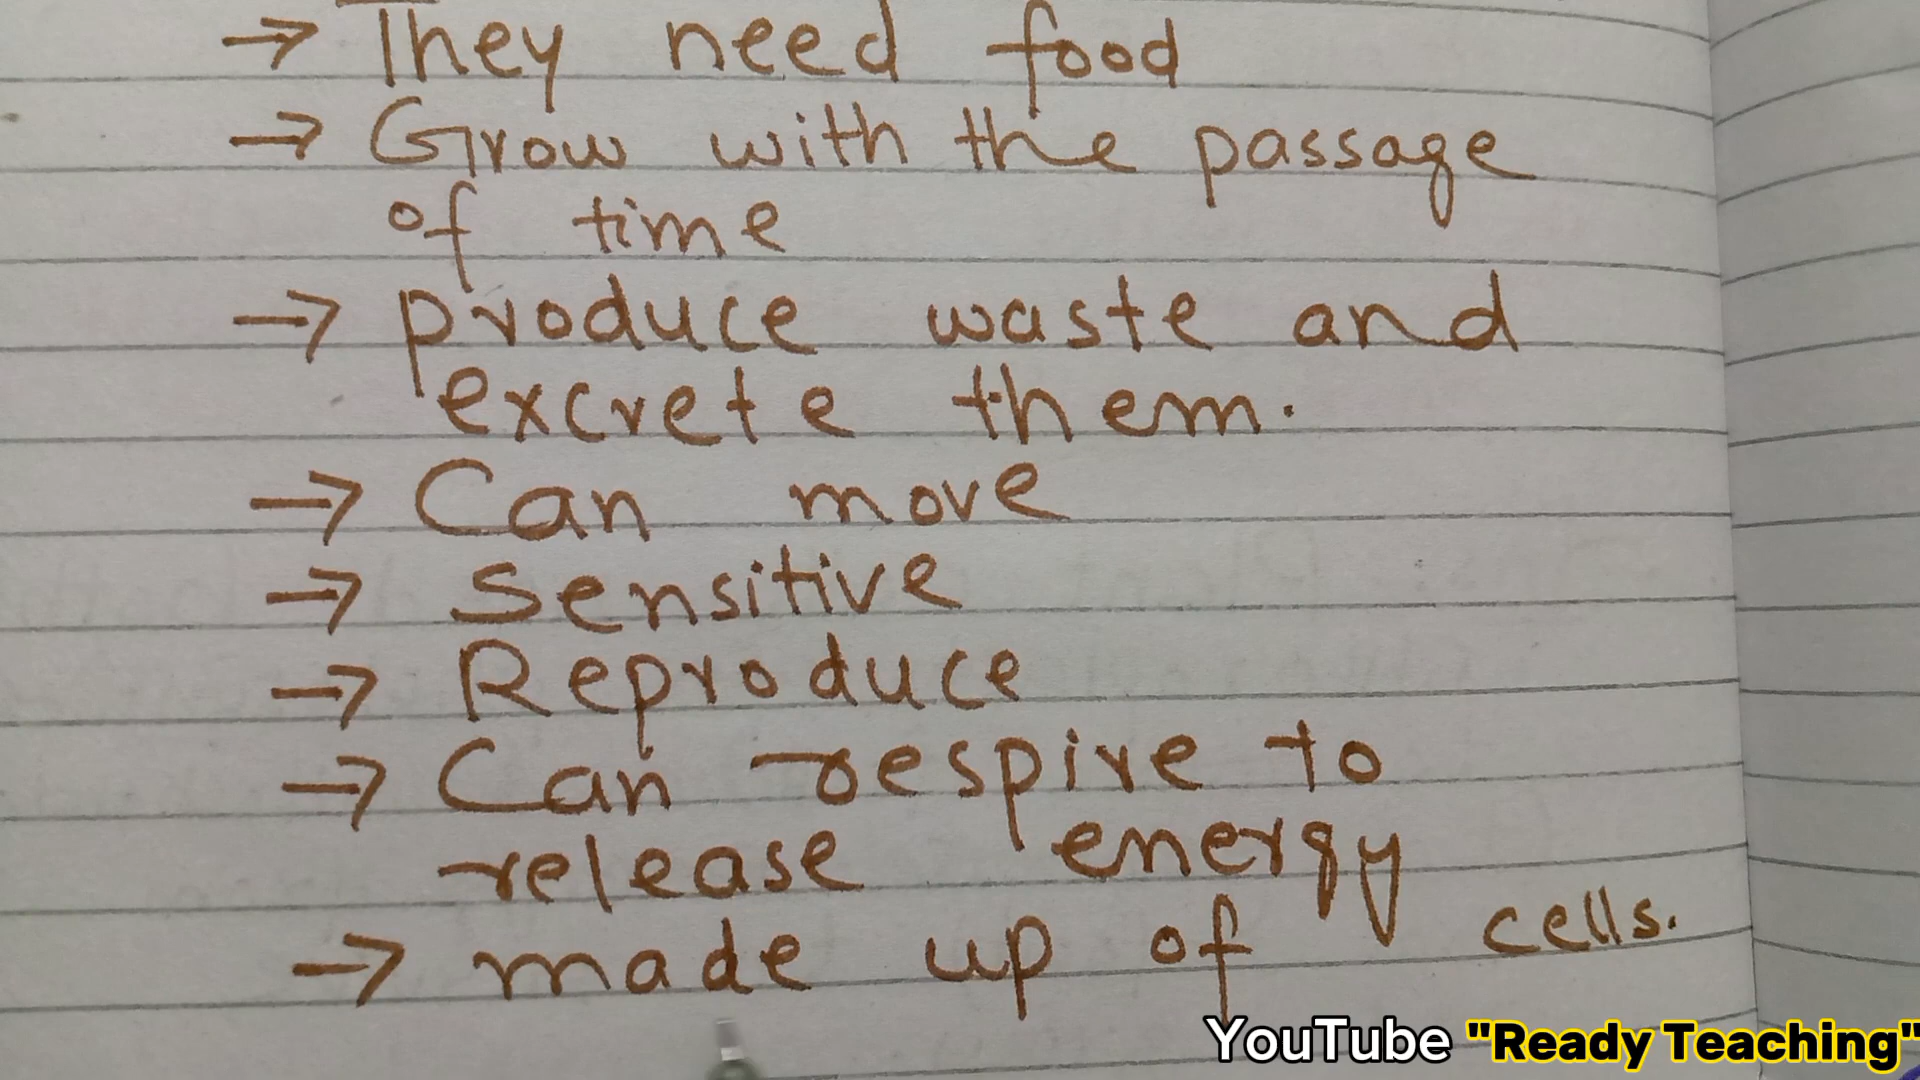 → They need food
→ Grow with the passage
of time
→ produce waste and
excrete them.
→ Can move
→ Sensitive
→ Reproduce
→ Can respire to
release energy
→ made up of cells.
YouTube "Ready Teaching"